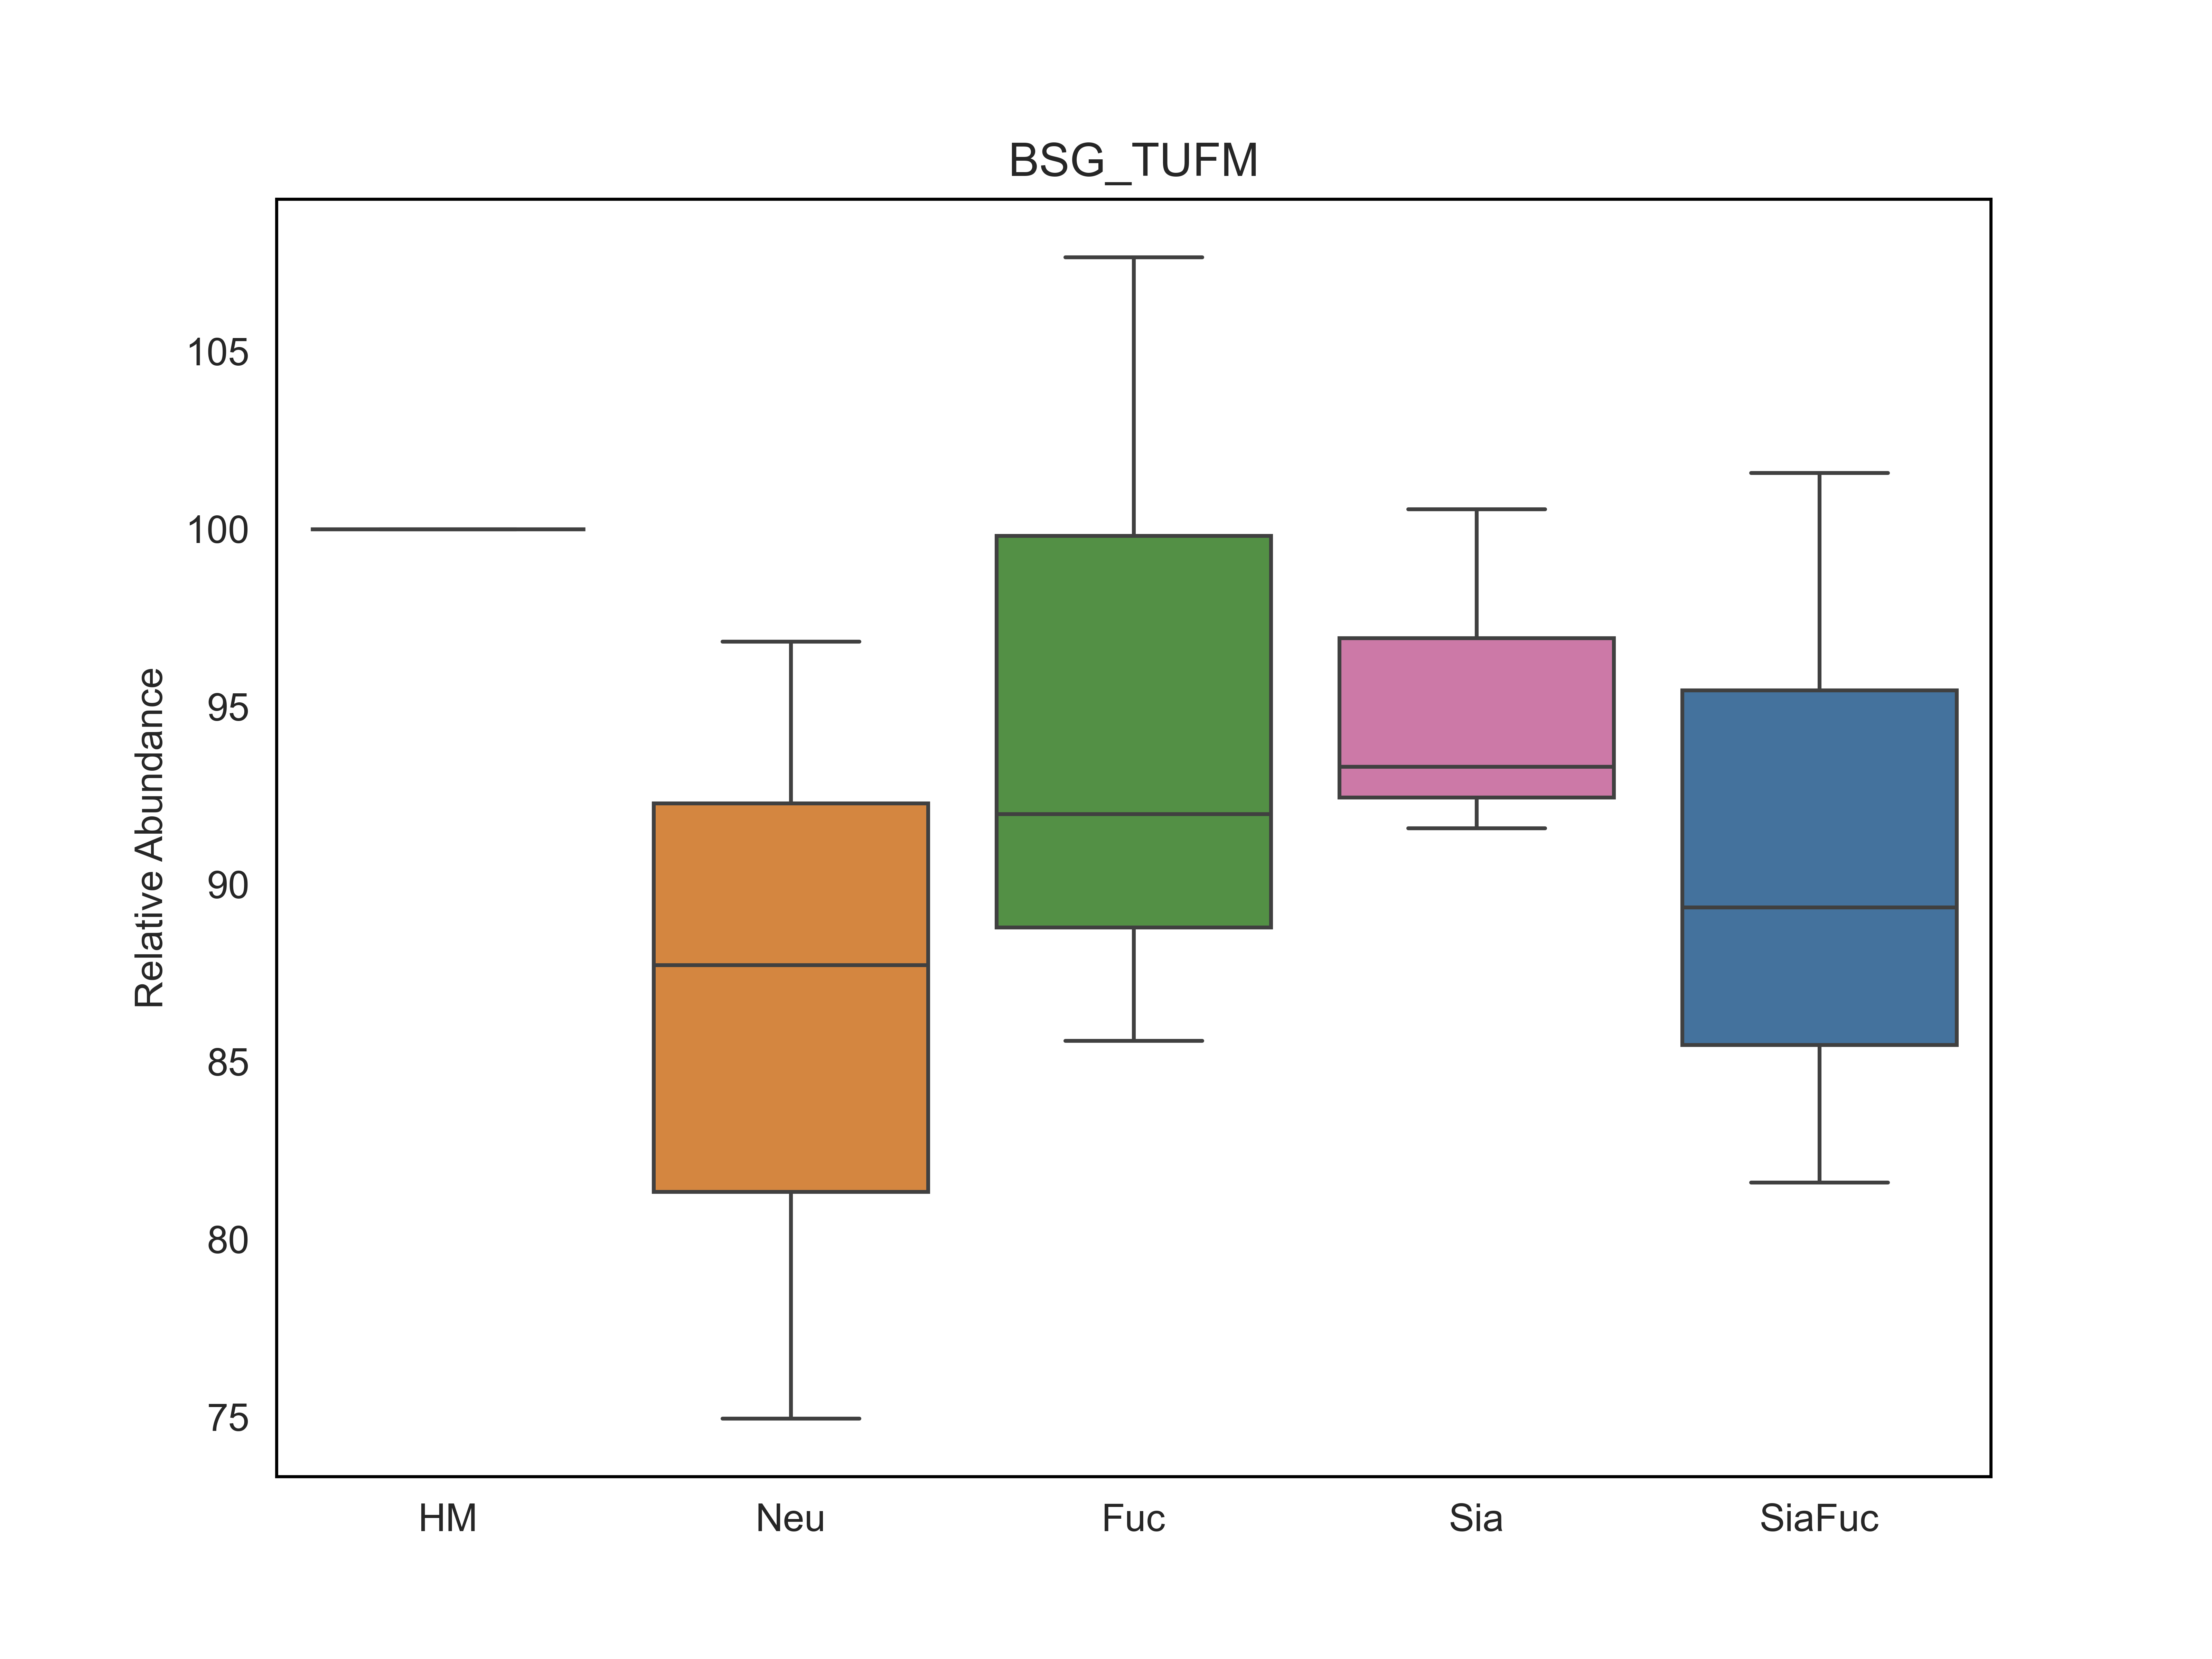 BSG_TUFM
Relative Abundance
105
100
95
90
85
80
75
HM
Neu
Fuc
Sia
SiaFuc